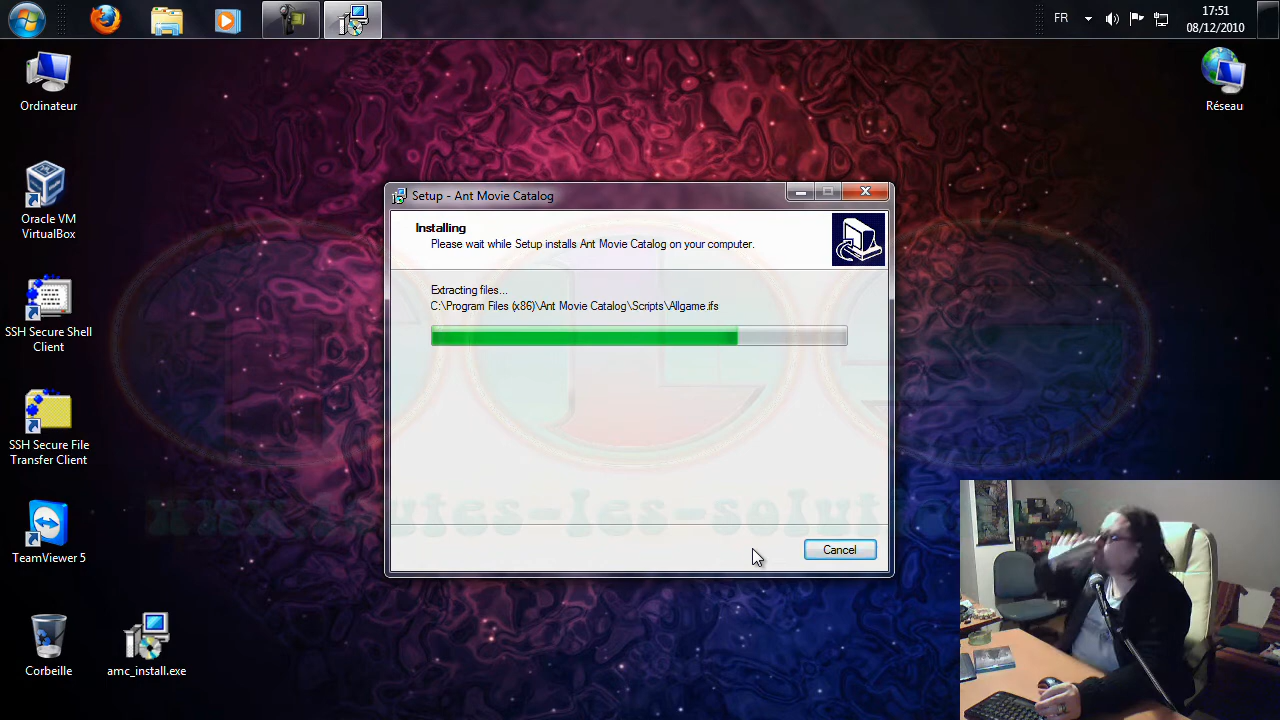 FR
17:51
08/12/2010
Ordinateur
Réseau
Oracle VM
VirtualBox
SSH Secure Shell
Client
SSH Secure File
Transfer Client
TeamViewer 5
Corbeille
amc_install.exe
Setup - Ant Movie Catalog
Installing
Please wait while Setup installs Ant Movie Catalog on your computer.
Extracting files...
C:\Program Files (x86)\Ant Movie Catalog\Scripts\Allgame.ifs
Cancel